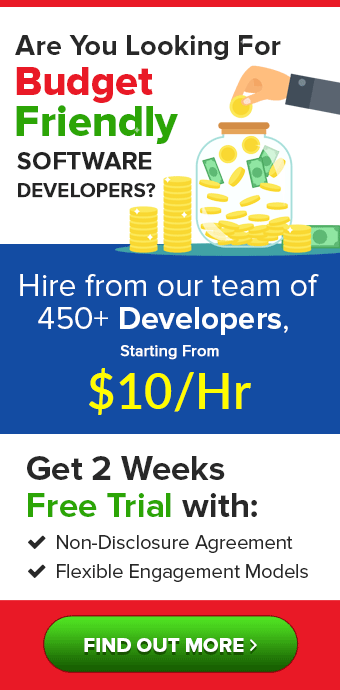 Are You Looking For
Budget
Friendly
SOFTWARE
DEVELOPERS?
Hire from our team of
450+ Developers,
Starting From
$10/Hr
Get 2 Weeks
Free Trial with:
✔ Non-Disclosure Agreement
✔ Flexible Engagement Models
FIND OUT MORE >